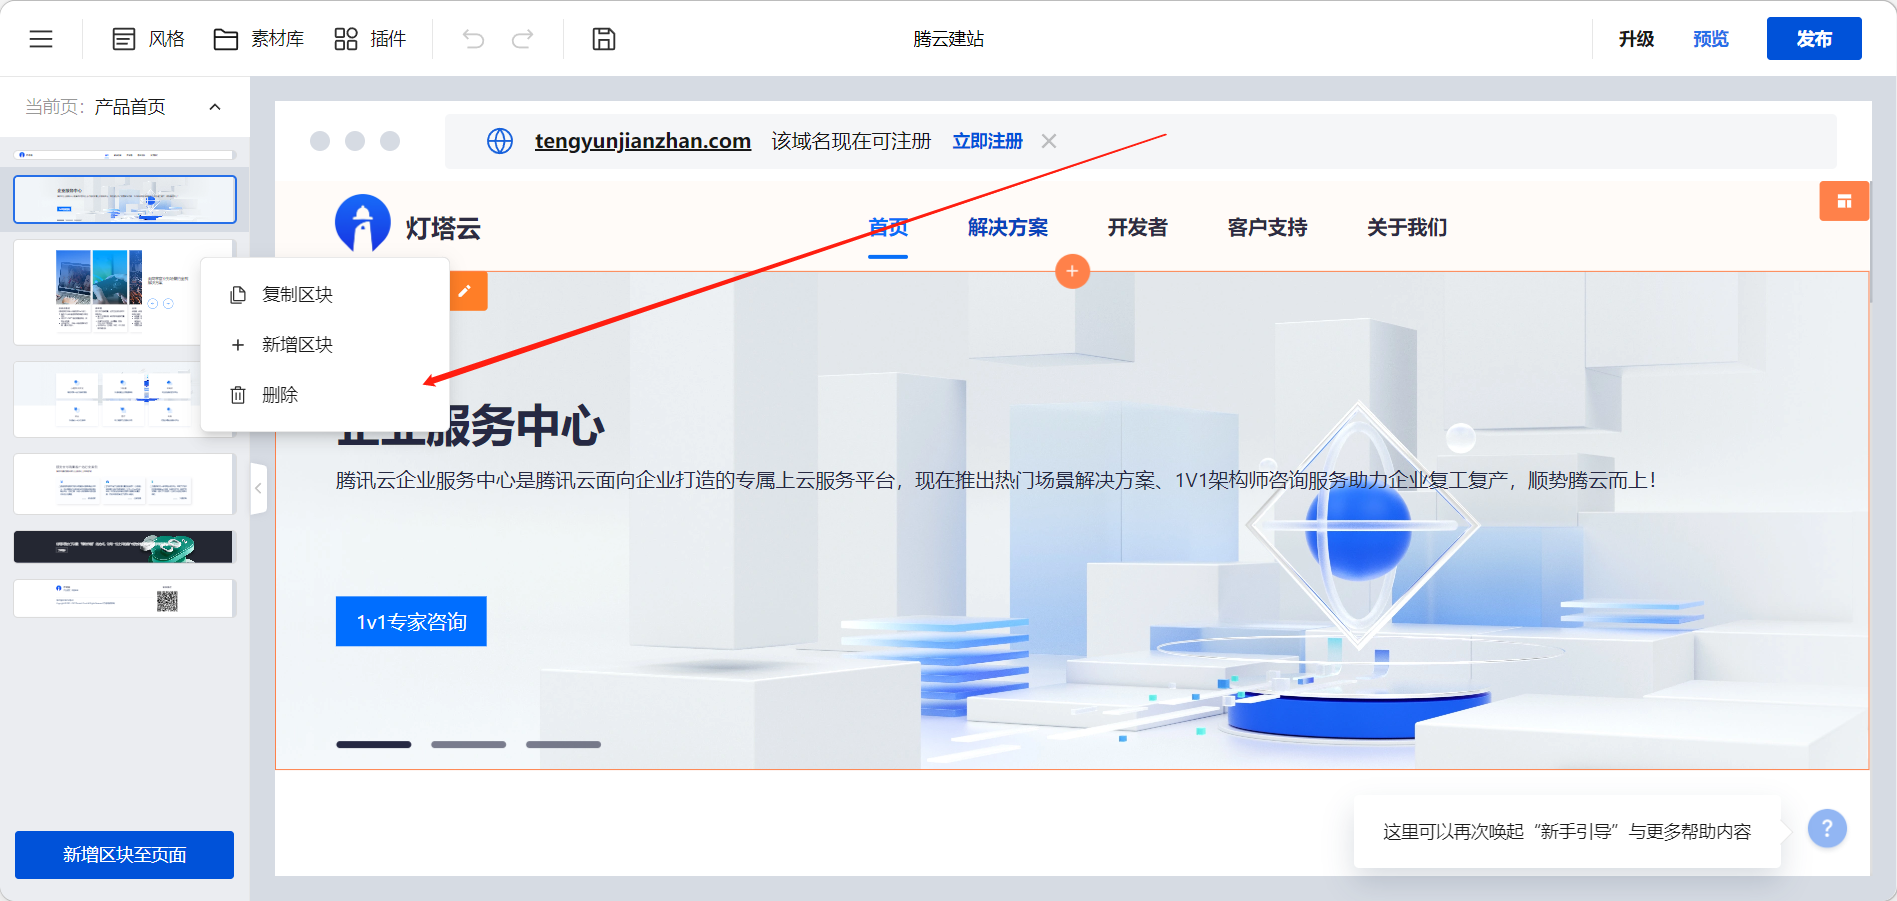 风格
素材库
插件
腾云建站
升级
预览
发布
当前页：产品首页
tengyunjianzhan.com 该域名现在可注册 立即注册
灯塔云
首页
解决方案
开发者
客户支持
关于我们
企业服务中心
复制区块
新增区块
删除
企业服务中心
腾讯云企业服务中心是腾讯云面向企业打造的专属上云服务平台，现在推出热门场景解决方案、1V1架构师咨询服务助力企业复工复产，顺势腾云而上！
1v1专家咨询
新增区块至页面
这里可以再次唤起“新手引导”与更多帮助内容
?